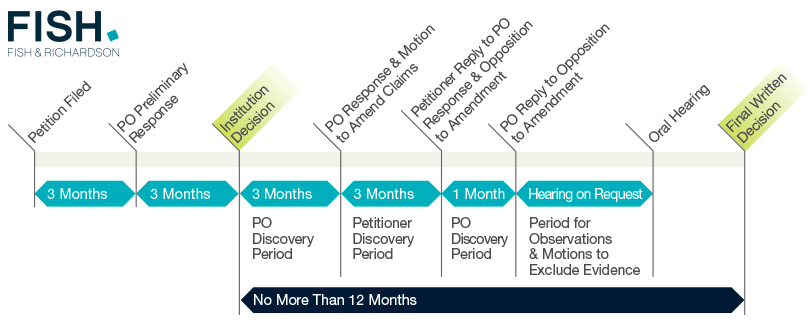 FISH.
FISH & RICHARDSON
Petition Filed
PO Preliminary
Response
Institution
Decision
PO Response & Motion
to Amend Claims
Petitioner Reply to PO
Response & Opposition
to Amendment
PO Reply to Opposition
to Amendment
Oral Hearing
Final Written
Decision
3 Months
3 Months
3 Months
3 Months
1 Month
Hearing on Request
PO
Discovery
Period
Petitioner
Discovery
Period
PO
Discovery
Period
Period for
Observations
& Motions to
Exclude Evidence
No More Than 12 Months